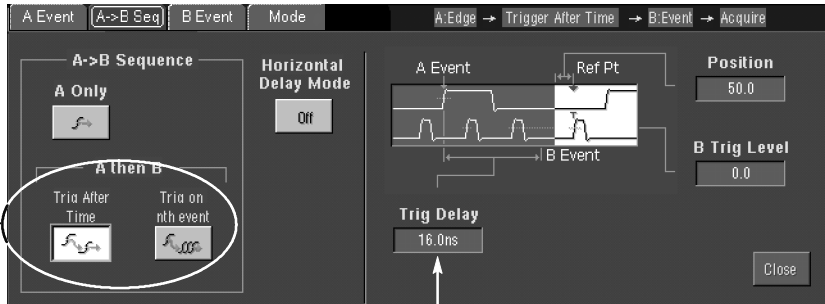 A Event
A->B Seq
B Event
Mode
A:Edge → Trigger After Time → B:Event → Acquire
A->B Sequence
A Only
Horizontal
Delay Mode
Off
A then B
Trig After
Time
Trig on
nth event
A Event
Ref Pt
T
B Event
Position
50.0
B Trig Level
0.0
Trig Delay
16.0ns
Close